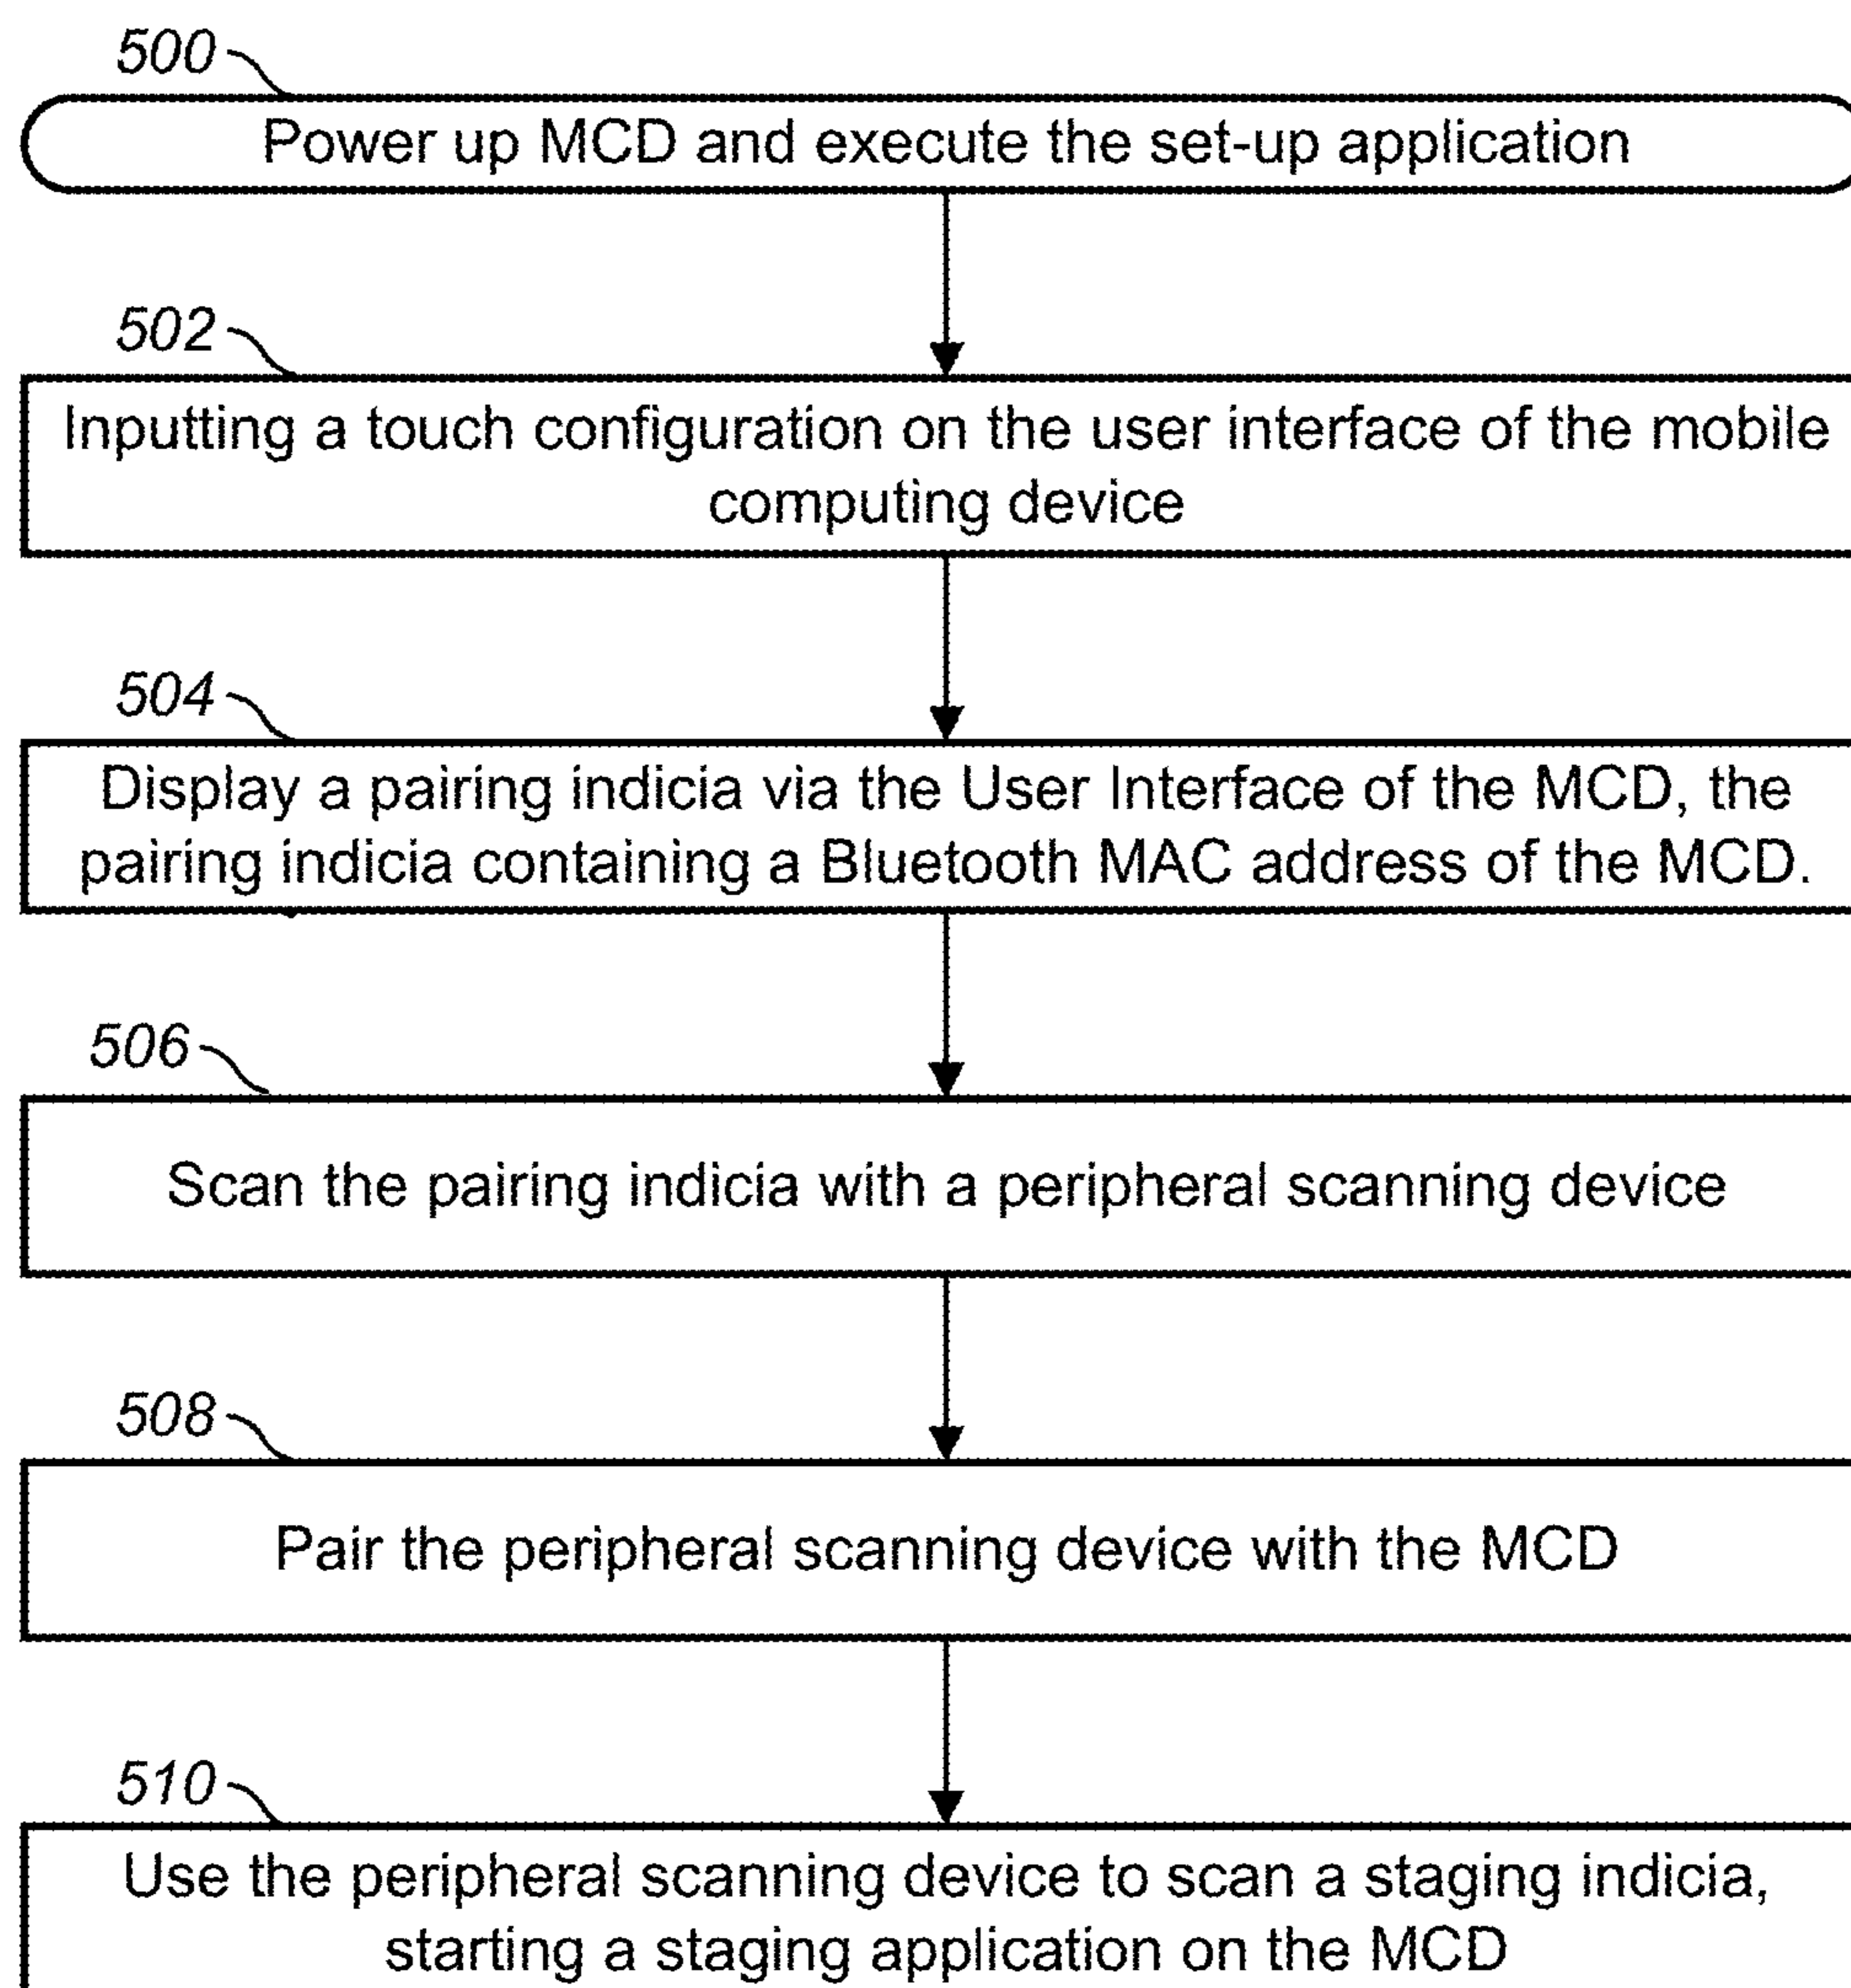 500
Power up MCD and execute the set-up application
502
Inputting a touch configuration on the user interface of the mobile
computing device
504
Display a pairing indicia via the User Interface of the MCD, the
pairing indicia containing a Bluetooth MAC address of the MCD.
506
Scan the pairing indicia with a peripheral scanning device
508
Pair the peripheral scanning device with the MCD
510
Use the peripheral scanning device to scan a staging indicia,
starting a staging application on the MCD